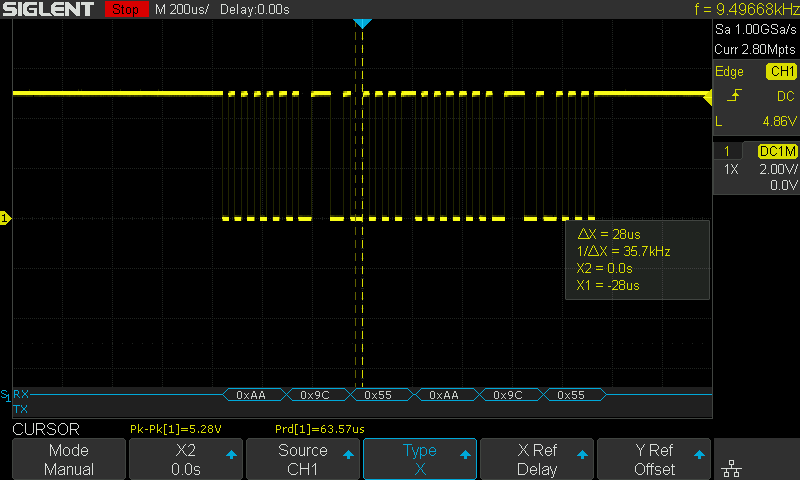 SIGLENT Stop M 200us/ Delay:0.00s f = 9.49668kHz
Sa 1.00GSa/s
Curr 2.80Mpts
Edge CH1
DC
L 4.86V
1 DC1M
1X 2.00V/
0.0V
1
ΔX = 28us
1/ΔX = 35.7kHz
X2 = 0.0s
X1 = -28us
S1 RX 0xAA 0x9C 0x55 0xAA 0x9C 0x55
TX
CURSOR Pk-Pk[1]=5.28V Prd[1]=63.57us
Mode X2 Source Type X Ref Y Ref
Manual 0.0s CH1 X Delay Offset